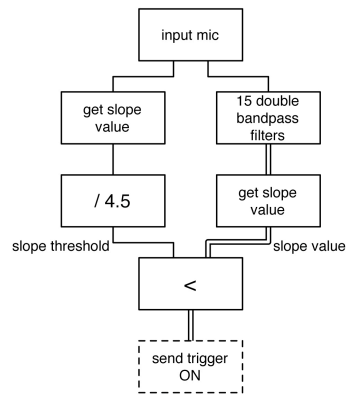 input mic
get slope
value
15 double
bandpass
filters
/ 4.5
get slope
value
slope threshold
slope value
<
send trigger
ON